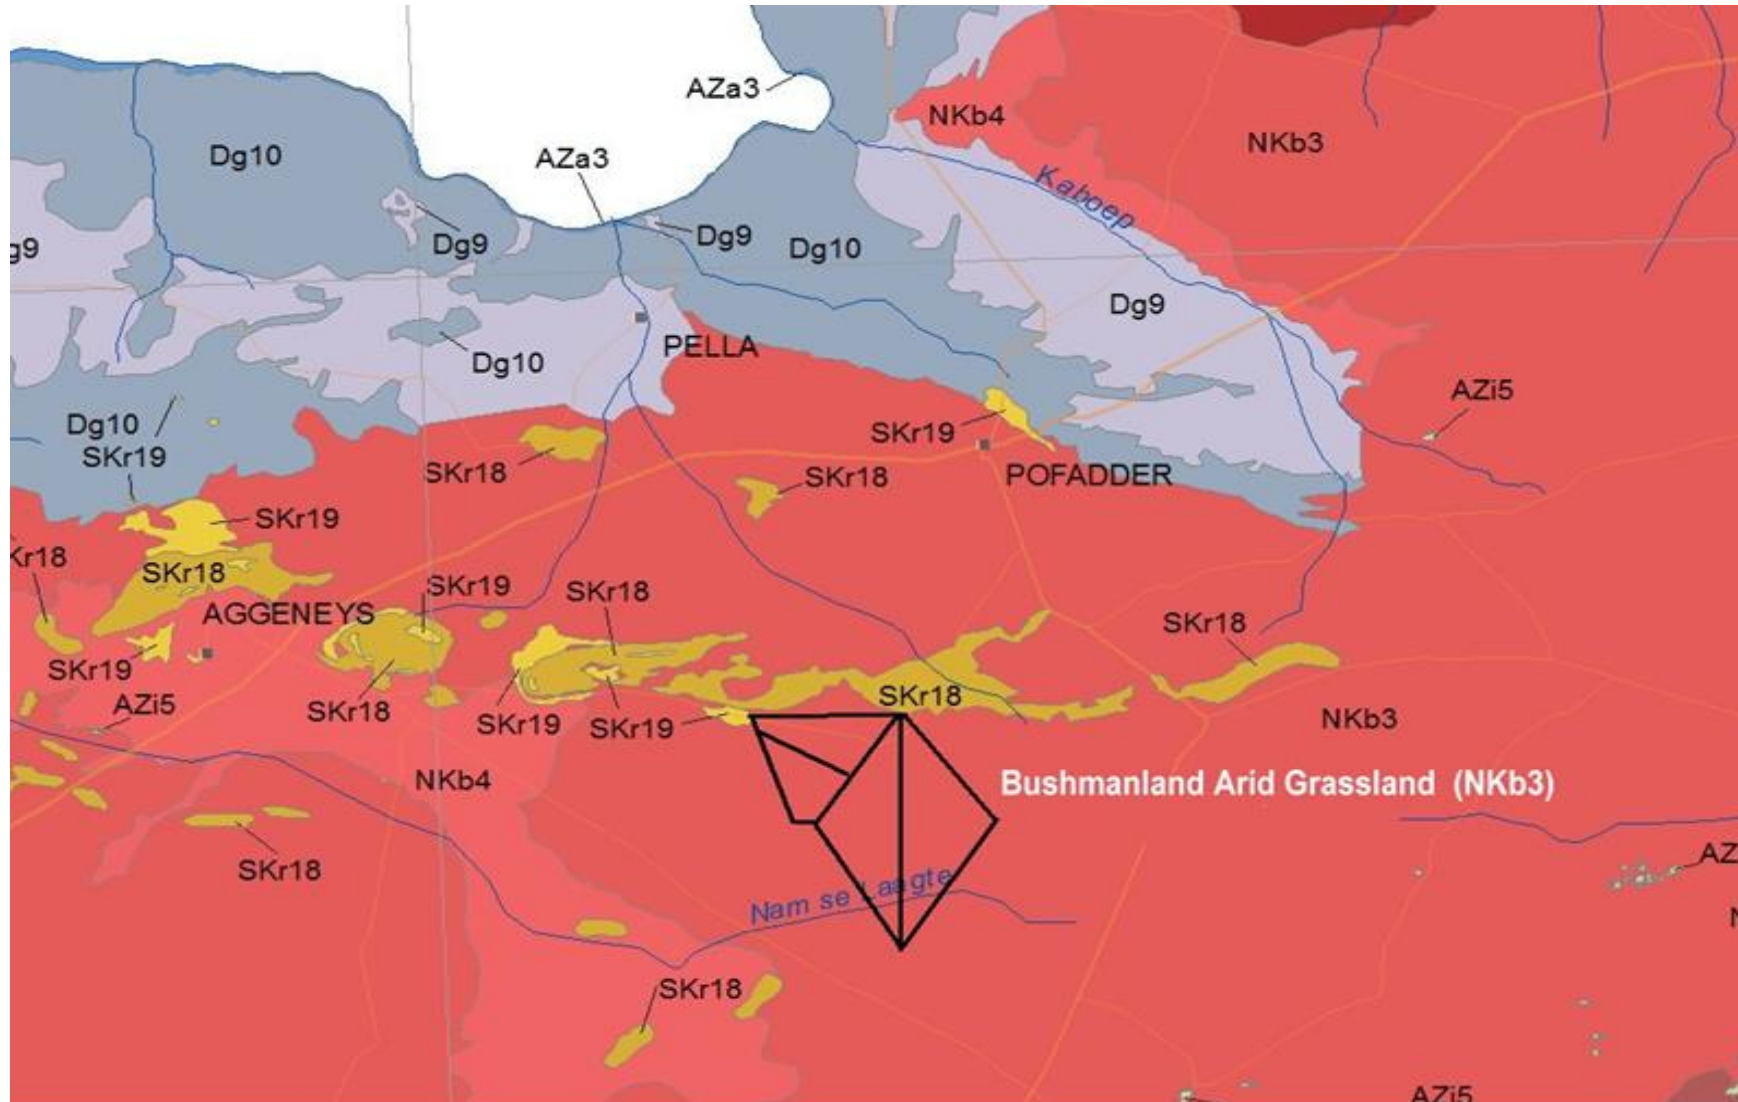 AZa3
NKb4
NKb3
Dg10
AZa3
Kaboep
g9
Dg9
Dg9
Dg10
Dg9
PELLA
Dg10
AZi5
Dg10
SKr19
SKr19
SKr18
SKr18
POFADDER
SKr19
Kr18
SKr18
SKr19
SKr18
AGGENEYS
SKr18
SKr19
SKr18
AZi5
SKr18
SKr19
SKr19
NKb3
NKb4
Bushmanland Arid Grassland (NKb3)
SKr18
AZ
Nam se Laagte
N
SKr18
AZi5